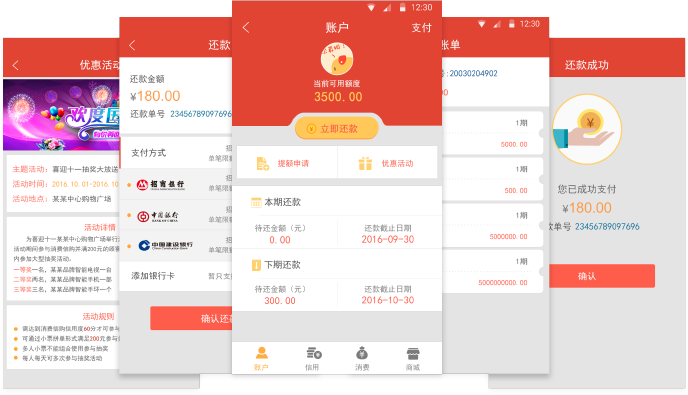 优惠活动
欢度国
主题活动：喜迎十一抽奖大放送
活动时间：2016.10.01-2016.10
活动地点：某某中心购物广场
活动详情
为喜迎十一某某中心购物广场举行
活动期间参与消费信购并满200元的顾客
内参加大型抽奖活动。
一等奖一名，某某品牌智能电视一台
二等奖两名，某某品牌智能手机一部
三等奖三名，某某品牌智能手环一个
活动规则
需达到消费信购信用度60分才可参与
可通过小票拼单形式满足200元参与
多人小票不能组合使用参与抽奖
每人每天可多次参与抽奖活动
还款
还款金额
¥180.00
还款单号 23456789097696
支付方式
招
单笔限额
招商银行
招
单笔限额
中国银行
招
单笔限额
中国建设银行
招
单笔限额
添加银行卡 暂只支
确认还款
12:30
账户
支付
当前可用额度
3500.00
立即还款
提额申请
优惠活动
本期还款
待还金额（元）
还款截止日期
0.00
2016-09-30
下期还款
待还金额（元）
还款截止日期
300.00
2016-10-30
账户
信用
消费
商城
12:30
账单
号:20030204902
1期
5000.00
1期
500.00
1期
5000000.00
1期
5000000000.00
还款成功
¥
您已成功支付
¥180.00
款单号 23456789097696
确认